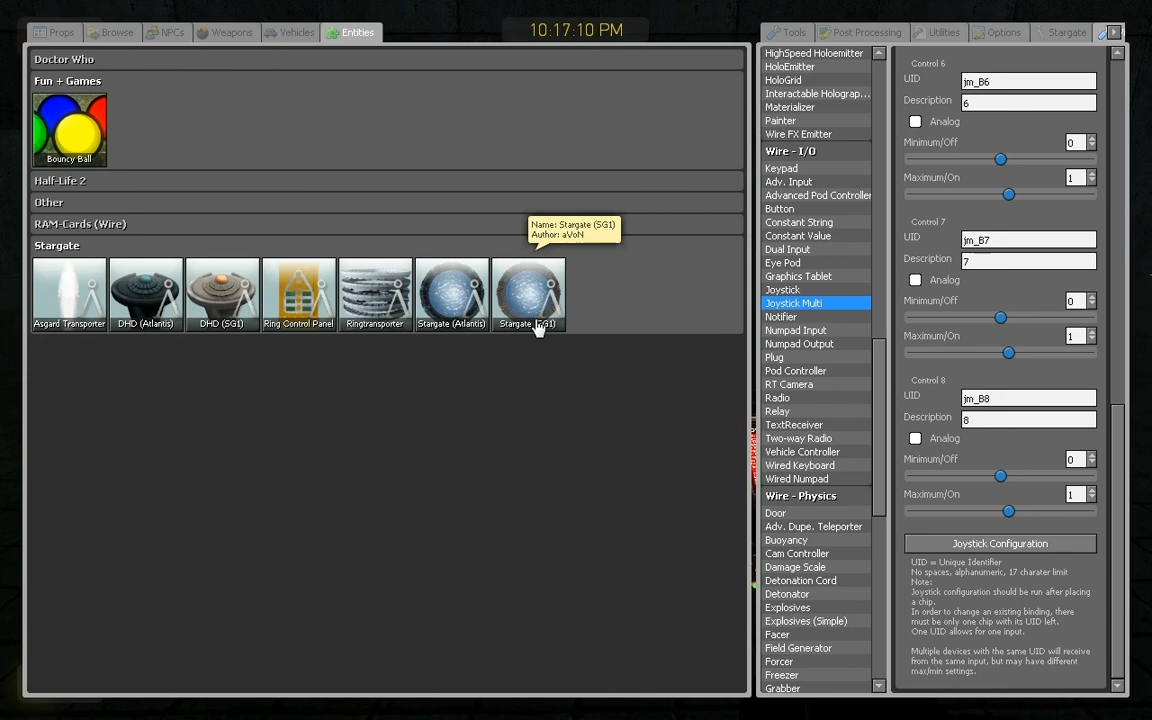 Props Browse NPCs Weapons Vehicles Entities
10:17:10 PM
Tools Post Processing Utilities Options Stargate
Doctor Who
Fun + Games
Bouncy Ball
Half-Life 2
Other
RAM-Cards (Wire)
Stargate
Name: Stargate (SG1)
Author: aVoN
Asgard Transporter DHD (Atlantis) DHD (SG1) Ring Control Panel Ringtransporter Stargate (Atlantis) Stargate (SG1)
HighSpeed Holoemitter
HoloEmitter
HoloGrid
Interactable Holograp...
Materializer
Painter
Wire FX Emitter
Wire - I/O
Keypad
Adv. Input
Advanced Pod Controller
Button
Constant String
Constant Value
Dual Input
Eye Pod
Graphics Tablet
Joystick
Joystick Multi
Notifier
Numpad Input
Numpad Output
Plug
Pod Controller
RT Camera
Radio
Relay
TextReceiver
Two-way Radio
Vehicle Controller
Wired Keyboard
Wired Numpad
Wire - Physics
Door
Adv. Dupe. Teleporter
Buoyancy
Cam Controller
Damage Scale
Detonation Cord
Detonator
Explosives
Explosives (Simple)
Facer
Field Generator
Forcer
Freezer
Grabber
Control 6
UID jm_B6
Description 6
Analog
Minimum/Off 0
Maximum/On 1
Control 7
UID jm_B7
Description 7
Analog
Minimum/Off 0
Maximum/On 1
Control 8
UID jm_B8
Description 8
Analog
Minimum/Off 0
Maximum/On 1
Joystick Configuration
UID = Unique Identifier
No spaces, alphanumeric, 17 charater limit
Note:
Joystick configuration should be run after placing
a chip.
In order to change an existing binding, there
must be only one chip with its UID left.
One UID allows for one input.
Multiple devices with the same UID will receive
from the same input, but may have different
max/min settings.